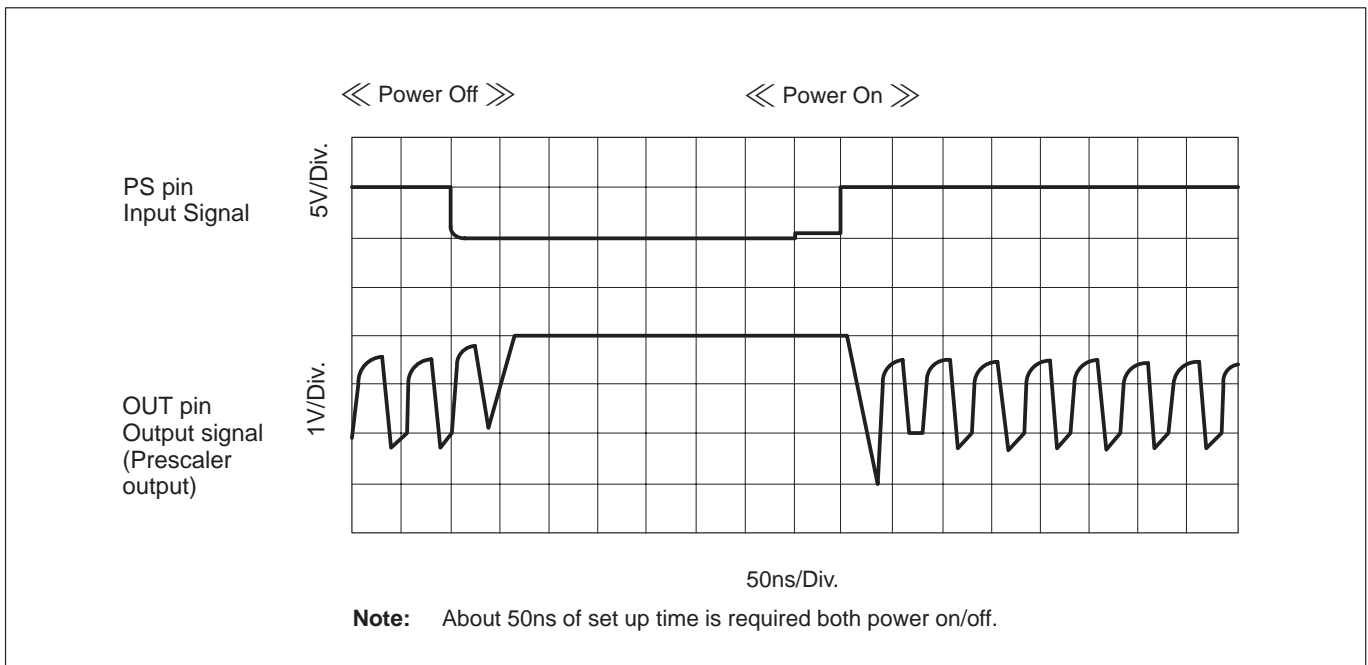 ≪ Power Off ≫
≪ Power On ≫
PS pin
Input Signal
5V/Div.
OUT pin
Output signal
(Prescaler
output)
1V/Div.
50ns/Div.
Note: About 50ns of set up time is required both power on/off.